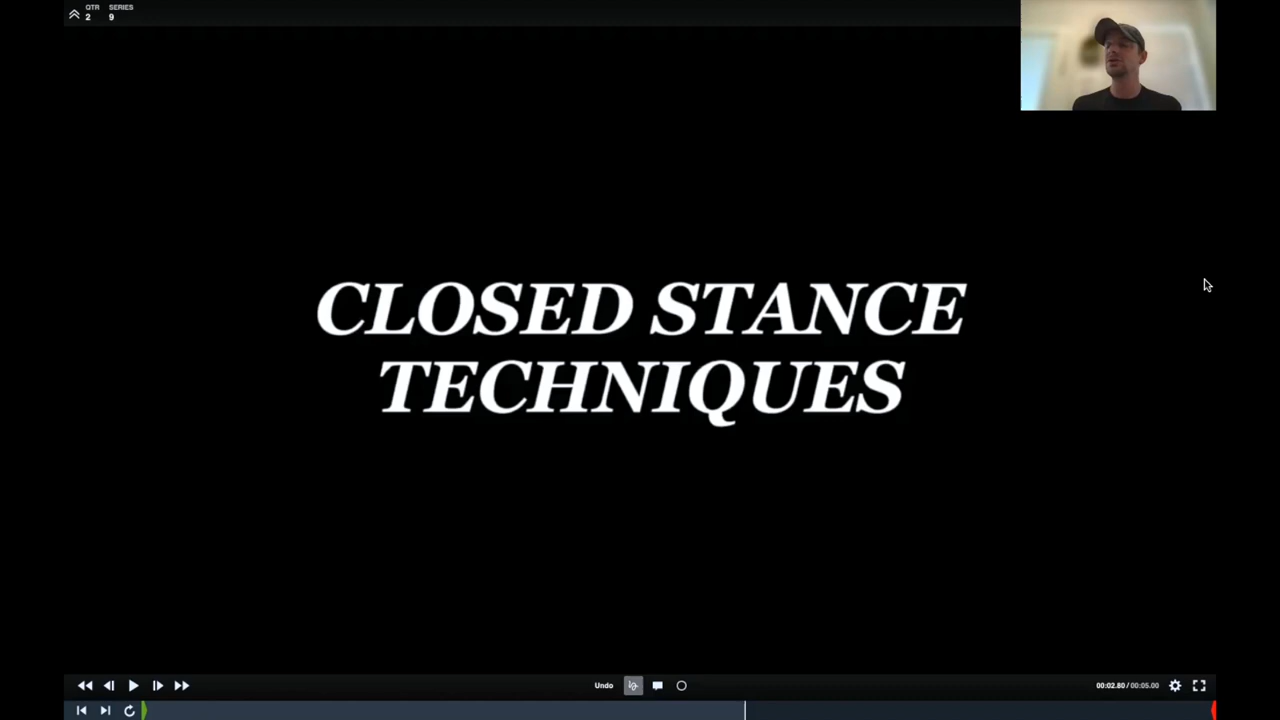 QTR SERIES
2 9
CLOSED STANCE
TECHNIQUES
Undo
00:02.80 / 00:05.00